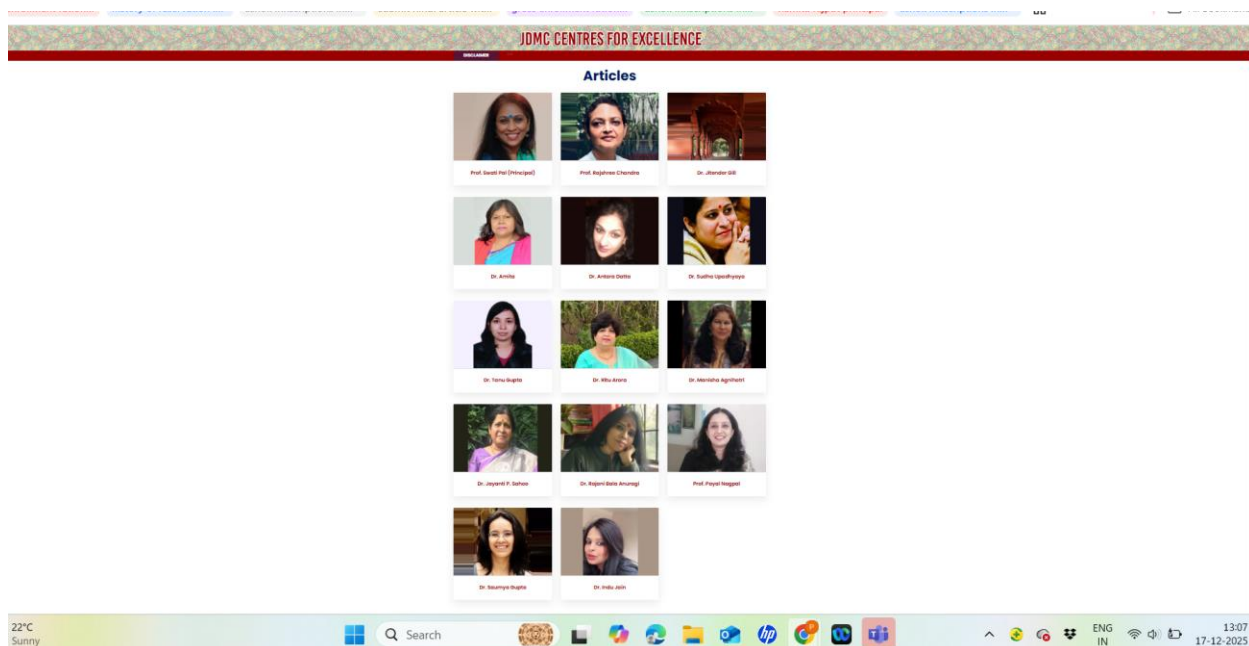 JDMC CENTRES FOR EXCELLENCE
DISCLAIMER
Articles
Prof. Swati Pal (Principal)
Prof. Rajshree Chandra
Dr. Jitender Gill
Dr. Amita
Dr. Antara Datta
Dr. Sudha Upadhyaya
Dr. Tanu Gupta
Dr. Ritu Arora
Dr. Manisha Agnihotri
Dr. Jayanti P. Sahoo
Dr. Rajani Bala Anuragi
Prof. Payal Nagpal
Dr. Saumya Gupta
Dr. Indu Jain
22°C
Sunny
Search
ENG
IN
13:07
17-12-2025